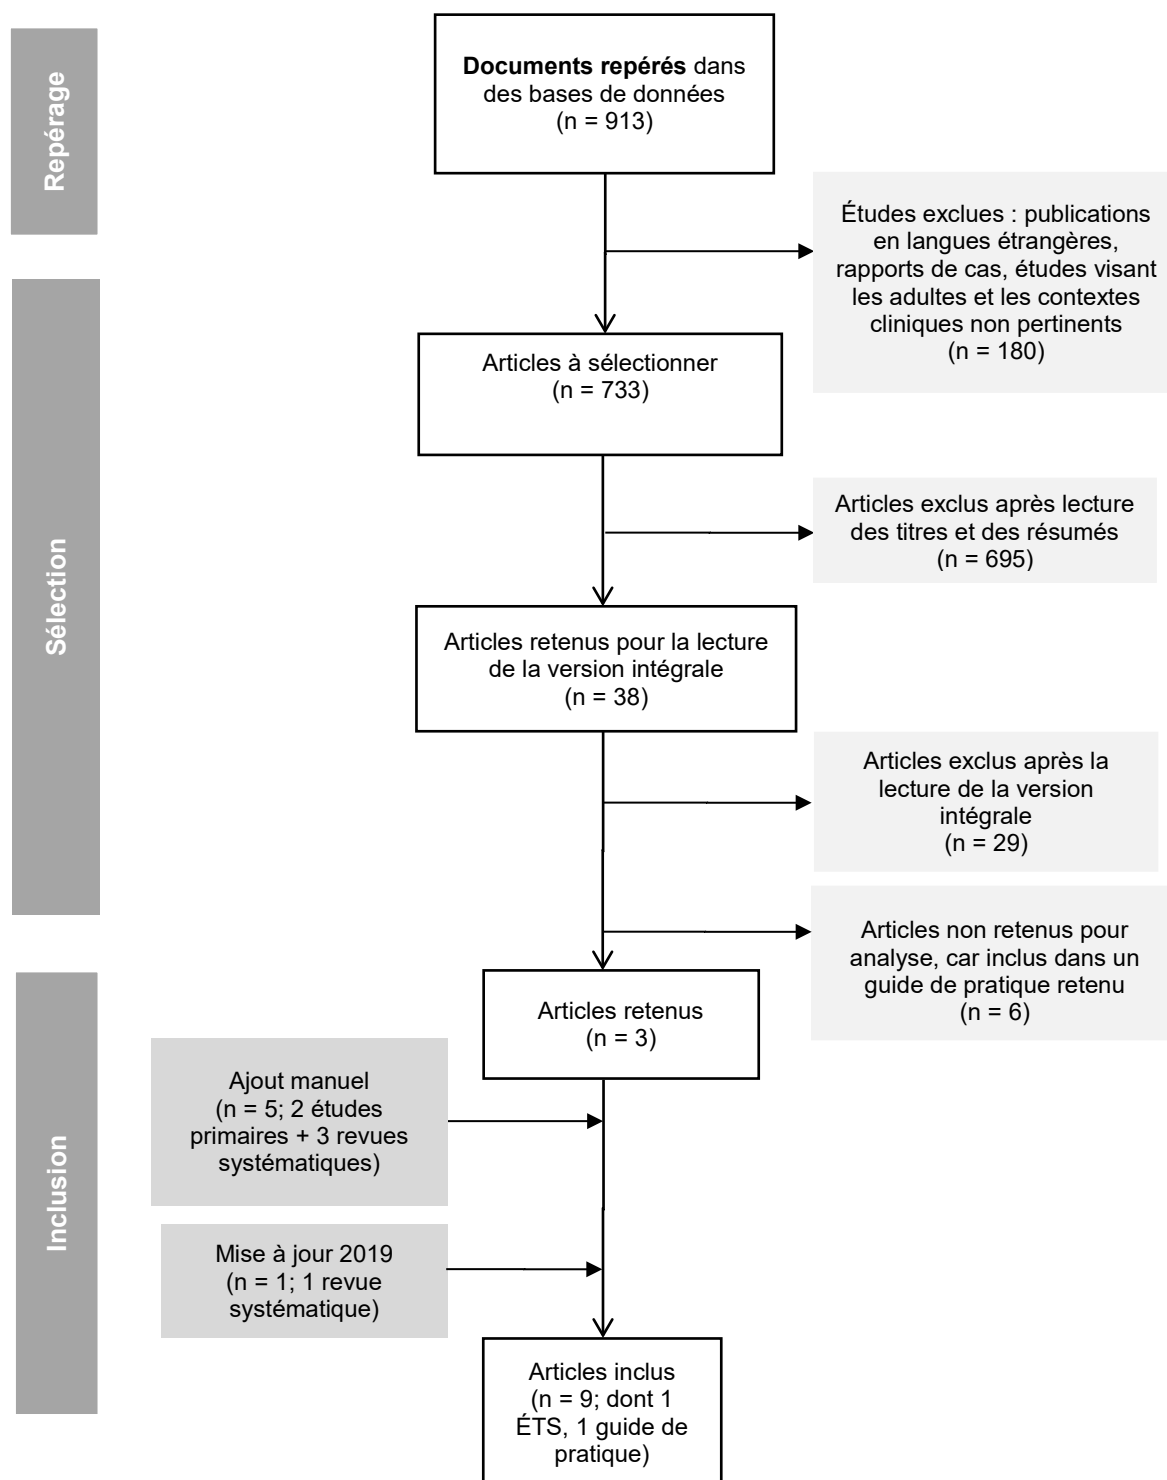 Repérage
Documents repérés dans
des bases de données
(n = 913)
Études exclues : publications
en langues étrangères,
rapports de cas, études visant
les adultes et les contextes
cliniques non pertinents
(n = 180)
Sélection
Articles à sélectionner
(n = 733)
Articles exclus après lecture
des titres et des résumés
(n = 695)
Articles retenus pour la lecture
de la version intégrale
(n = 38)
Articles exclus après la
lecture de la version
intégrale
(n = 29)
Articles non retenus pour
analyse, car inclus dans un
guide de pratique retenu
(n = 6)
Inclusion
Articles retenus
(n = 3)
Ajout manuel
(n = 5; 2 études
primaires + 3 revues
systématiques)
Mise à jour 2019
(n = 1; 1 revue
systématique)
Articles inclus
(n = 9; dont 1
ÉTS, 1 guide de
pratique)